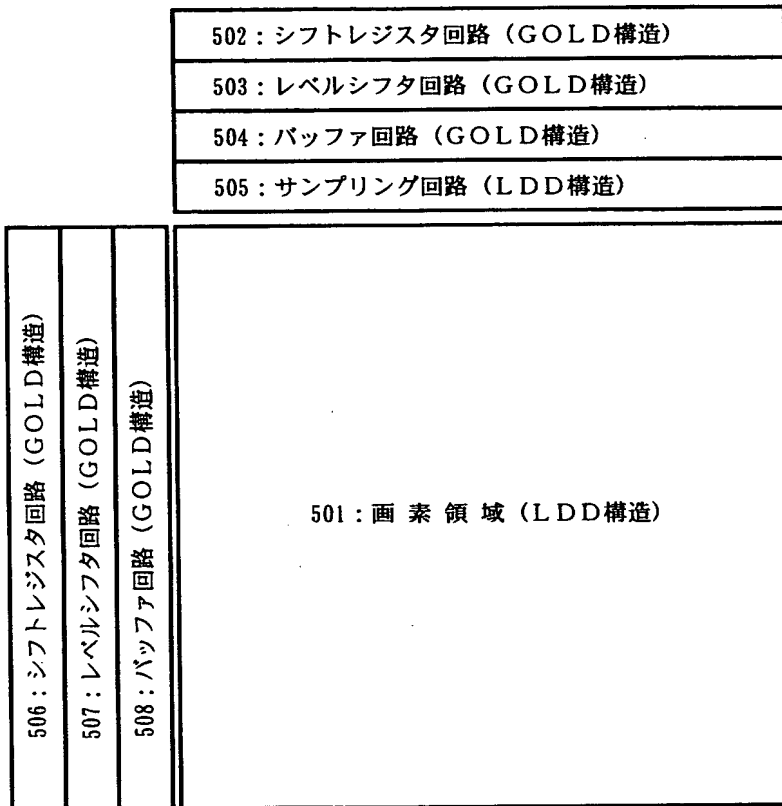 502：シフトレジスタ回路（GOLD構造）
503：レベルシフタ回路（GOLD構造）
504：バッファ回路（GOLD構造）
505：サンプリング回路（LDD構造）
506：シフトレジスタ回路（GOLD構造）
507：レベルシフタ回路（GOLD構造）
508：バッファ回路（GOLD構造）
501：画 素 領 域（LDD構造）